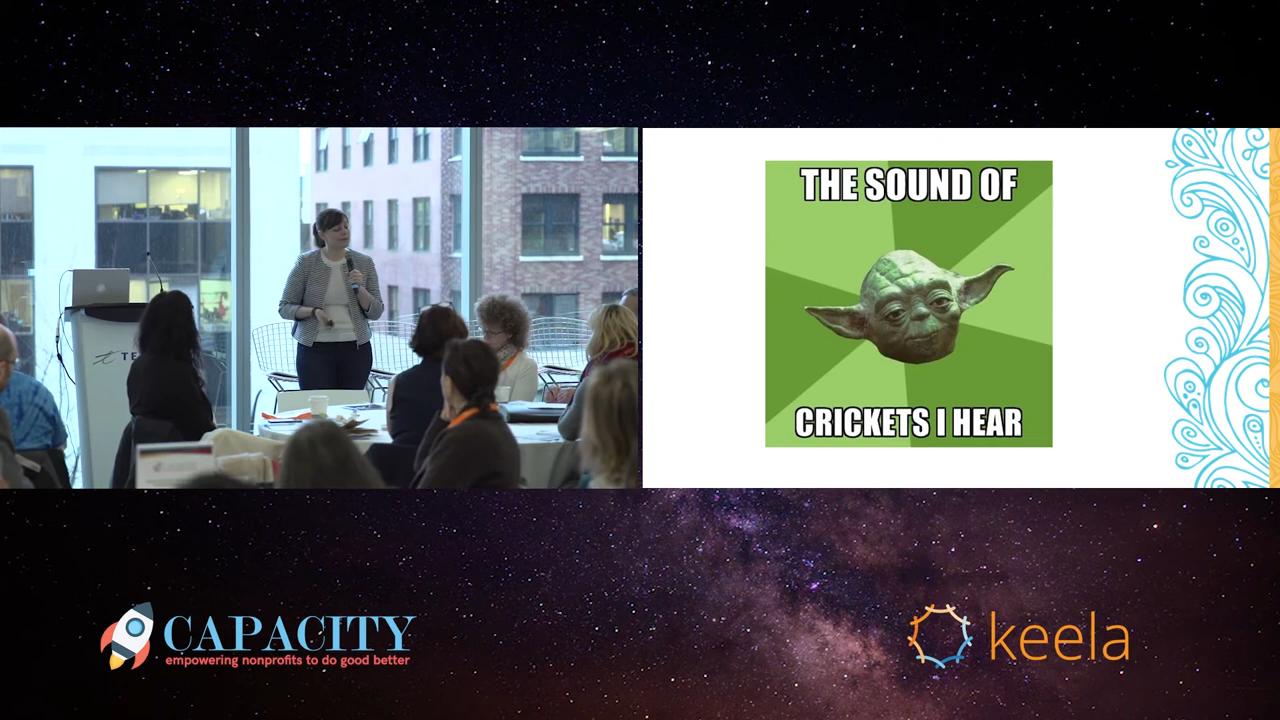 THE SOUND OF
CRICKETS I HEAR
CAPACITY
empowering nonprofits to do good better
keela